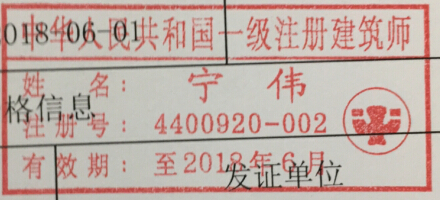 2018-06-01
中华人民共和国一级注册建筑师
姓 名：宁 伟
格信息
注册号：4400920-002
有效期：至2018年6月
发证单位